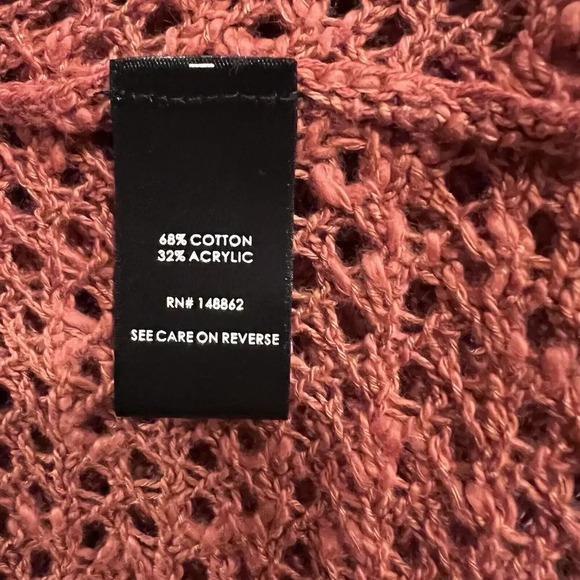 68% COTTON
32% ACRYLIC
RN# 148862
SEE CARE ON REVERSE